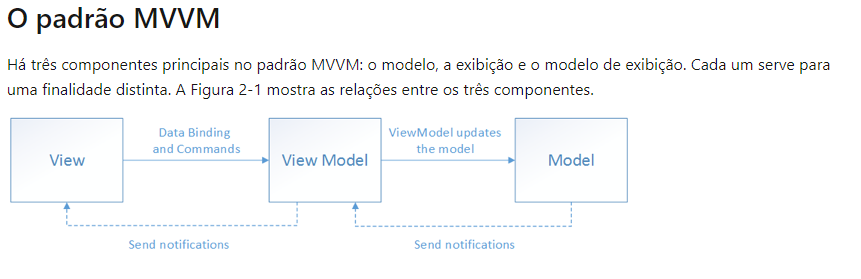 O padrão MVVM
Há três componentes principais no padrão MVVM: o modelo, a exibição e o modelo de exibição. Cada um serve para
uma finalidade distinta. A Figura 2-1 mostra as relações entre os três componentes.
View
Data Binding
and Commands
View Model
ViewModel updates
the model
Model
Send notifications
Send notifications